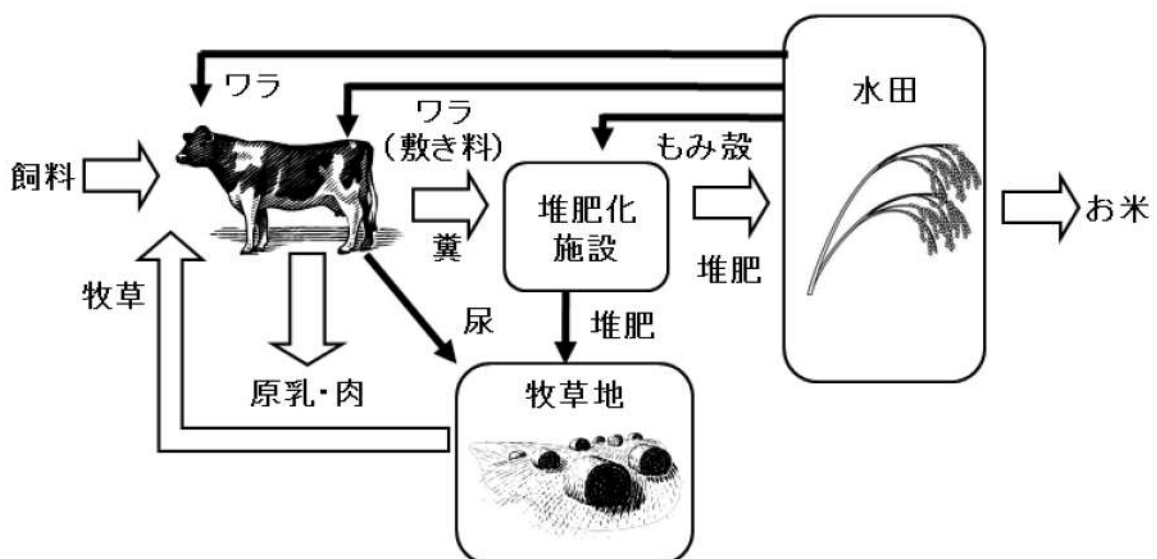 水田
ワラ
ワラ
(敷き料)
もみ殻
飼料
堆肥化
施設
お米
糞
堆肥
牧草
尿
堆肥
原乳・肉
牧草地